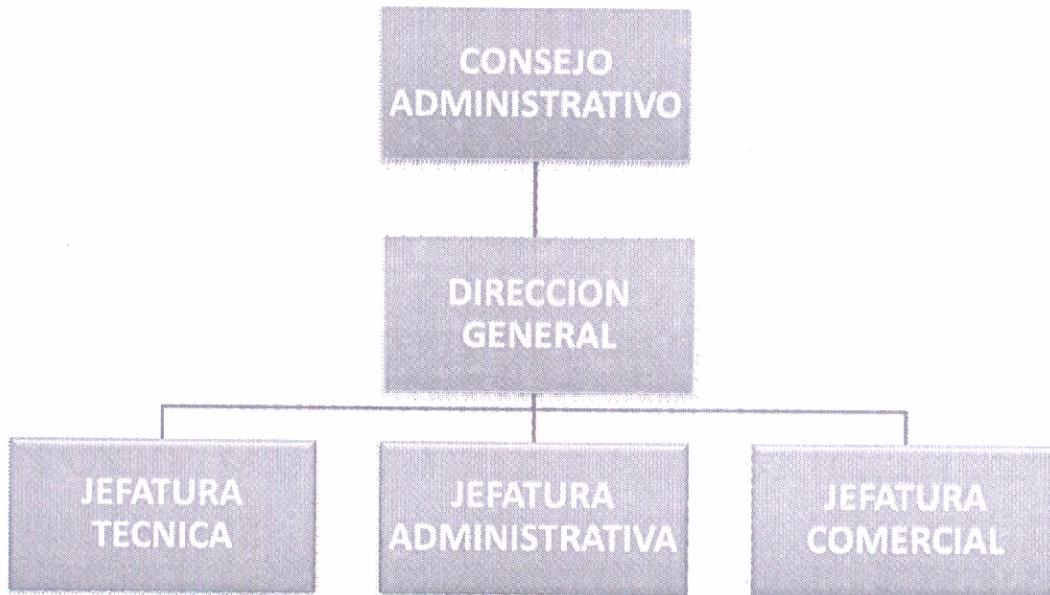 CONSEJO
ADMINISTRATIVO
DIRECCION
GENERAL
JEFATURA
TECNICA
JEFATURA
ADMINISTRATIVA
JEFATURA
COMERCIAL